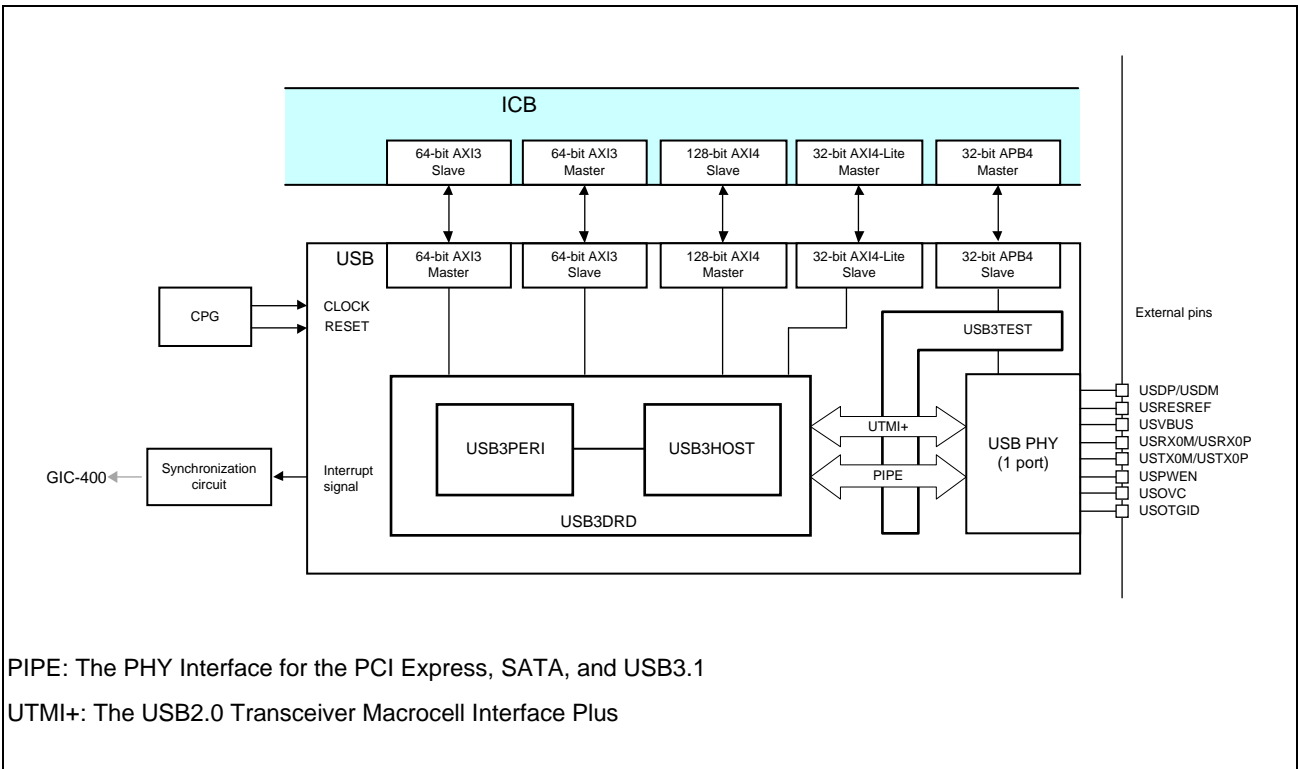 ICB
64-bit AXI3
Slave
64-bit AXI3
Master
128-bit AXI4
Slave
32-bit AXI4-Lite
Master
32-bit APB4
Master
USB
64-bit AXI3
Master
64-bit AXI3
Slave
128-bit AXI4
Master
32-bit AXI4-Lite
Slave
32-bit APB4
Slave
CPG
CLOCK
RESET
USB3TEST
External pins
USB3PERI
USB3HOST
USB3DRD
UTMI+
PIPE
USB PHY
(1 port)
USDP/USDM
USRESREF
USVBUS
USRX0M/USRX0P
USTX0M/USTX0P
USPWEN
USOVC
USOTGID
GIC-400
Synchronization
circuit
Interrupt
signal
PIPE: The PHY Interface for the PCI Express, SATA, and USB3.1
UTMI+: The USB2.0 Transceiver Macrocell Interface Plus